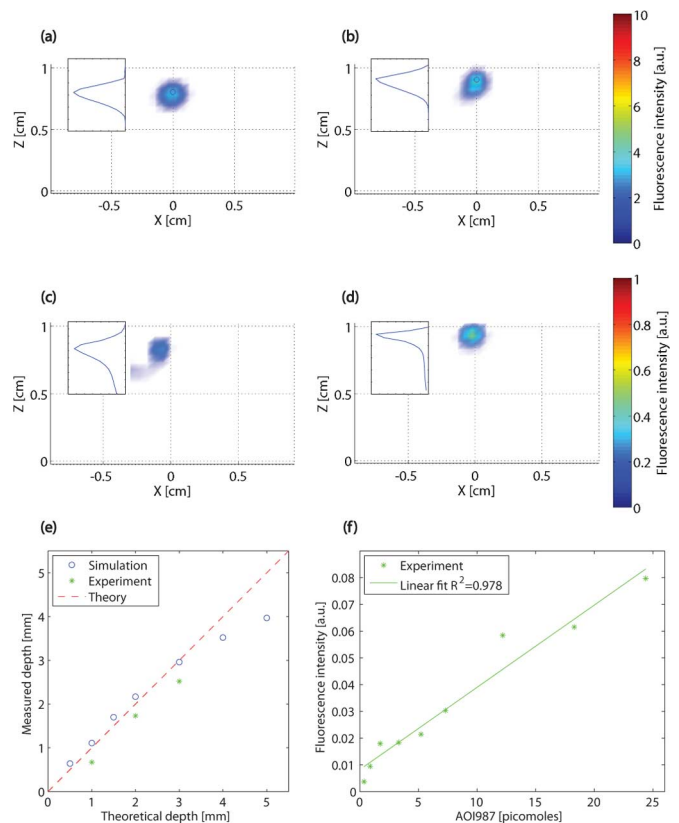 (a)
(b)
Z [cm]
1
0.5
0
-0.5
0
0.5
X [cm]
Z [cm]
1
0.5
0
-0.5
0
0.5
X [cm]
10
8
6
4
2
0
Fluorescence intensity [a.u.]
(c)
(d)
Z [cm]
1
0.5
0
-0.5
0
0.5
X [cm]
Z [cm]
1
0.5
0
-0.5
0
0.5
X [cm]
1
0.8
0.6
0.4
0.2
0
Fluorescence intensity [a.u.]
(e)
Simulation
Experiment
Theory
Measured depth [mm]
5
4
3
2
1
0
0
1
2
3
4
5
Theoretical depth [mm]
(f)
Experiment
Linear fit R²=0.978
Fluorescence intensity [a.u.]
0.08
0.07
0.06
0.05
0.04
0.03
0.02
0.01
0
0
5
10
15
20
25
AOI987 [picomoles]